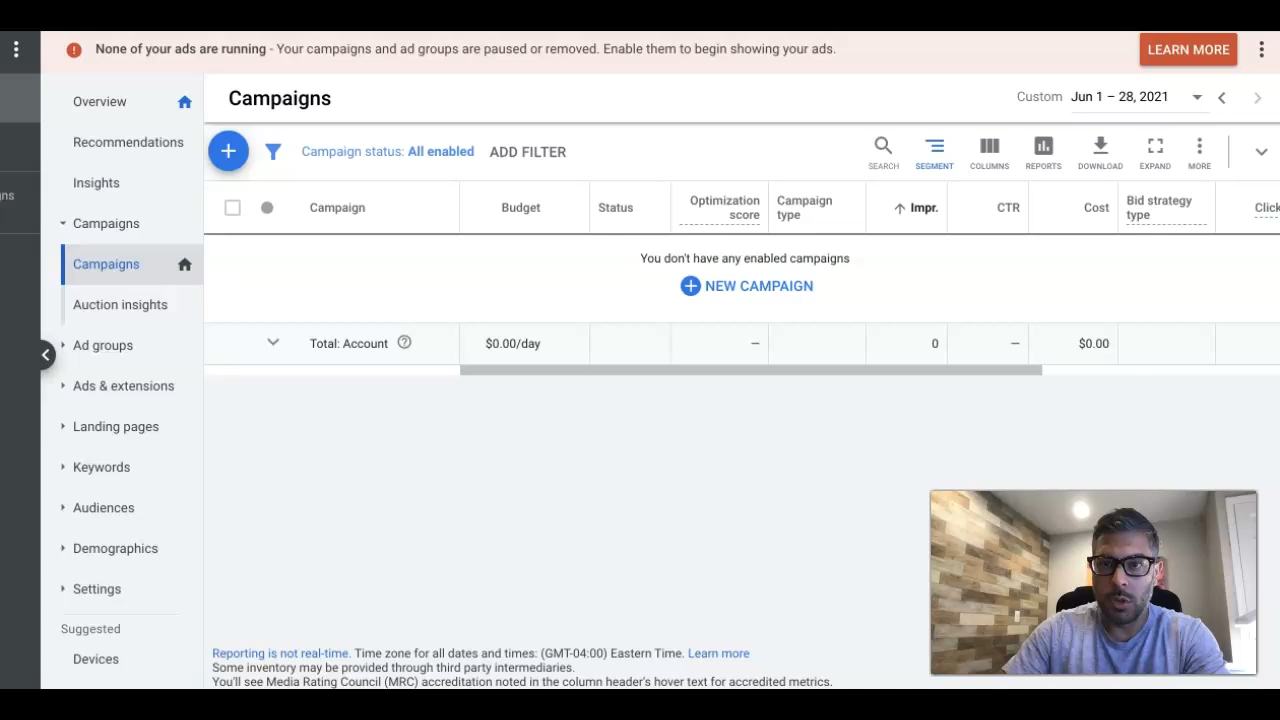 None of your ads are running - Your campaigns and ad groups are paused or removed. Enable them to begin showing your ads.
LEARN MORE
ns
Overview
Recommendations
Insights
Campaigns
Campaigns
Auction insights
Ad groups
Ads & extensions
Landing pages
Keywords
Audiences
Demographics
Settings
Suggested
Devices
Campaigns
Custom Jun 1 – 28, 2021
Campaign status: All enabled ADD FILTER
SEARCH SEGMENT COLUMNS REPORTS DOWNLOAD EXPAND MORE
Campaign Budget Status Optimization score Campaign type Impr. CTR Cost Bid strategy type Click
You don't have any enabled campaigns
NEW CAMPAIGN
Total: Account $0.00/day – 0 – $0.00
Reporting is not real-time. Time zone for all dates and times: (GMT-04:00) Eastern Time. Learn more
Some inventory may be provided through third party intermediaries.
You'll see Media Rating Council (MRC) accreditation noted in the column header's hover text for accredited metrics.